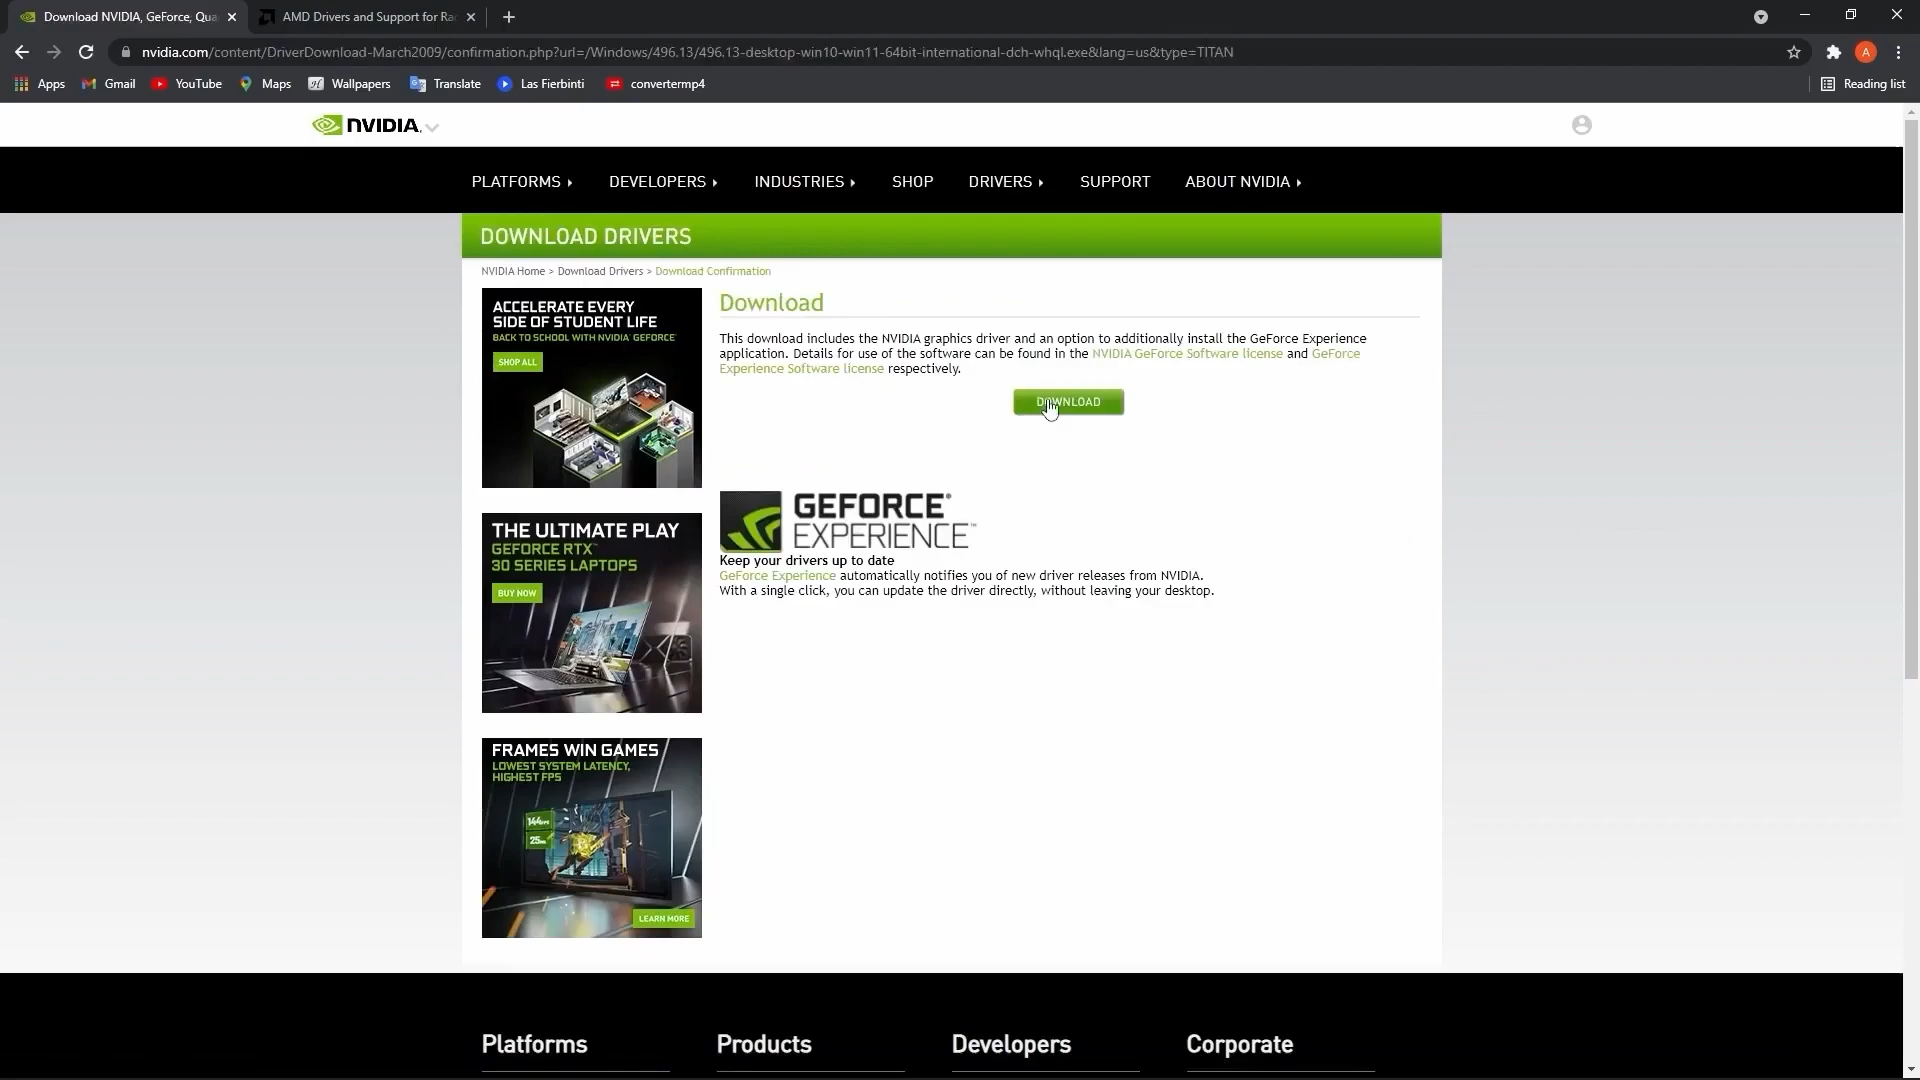 Download NVIDIA, GeForce, Qua
AMD Drivers and Support for Rac
nvidia.com/content/DriverDownload-March2009/confirmation.php?url=/Windows/496.13/496.13-desktop-win10-win11-64bit-international-dch-whql.exe&lang=us&type=TITAN
A
Apps
Gmail
YouTube
Maps
Wallpapers
Translate
Las Fierbinti
convertermp4
Reading list
NVIDIA.
PLATFORMS
DEVELOPERS
INDUSTRIES
SHOP
DRIVERS
SUPPORT
ABOUT NVIDIA
DOWNLOAD DRIVERS
NVIDIA Home > Download Drivers > Download Confirmation
ACCELERATE EVERY
SIDE OF STUDENT LIFE
BACK TO SCHOOL WITH NVIDIA® GEFORCE®
SHOP ALL
Download
This download includes the NVIDIA graphics driver and an option to additionally install the GeForce Experience
application. Details for use of the software can be found in the NVIDIA GeForce Software license and GeForce
Experience Software license respectively.
DOWNLOAD
GEFORCE®
EXPERIENCE™
Keep your drivers up to date
GeForce Experience automatically notifies you of new driver releases from NVIDIA.
With a single click, you can update the driver directly, without leaving your desktop.
THE ULTIMATE PLAY
GEFORCE RTX™
30 SERIES LAPTOPS
BUY NOW
FRAMES WIN GAMES
LOWEST SYSTEM LATENCY,
HIGHEST FPS
144FPS
25ms
LEARN MORE
Platforms
Products
Developers
Corporate